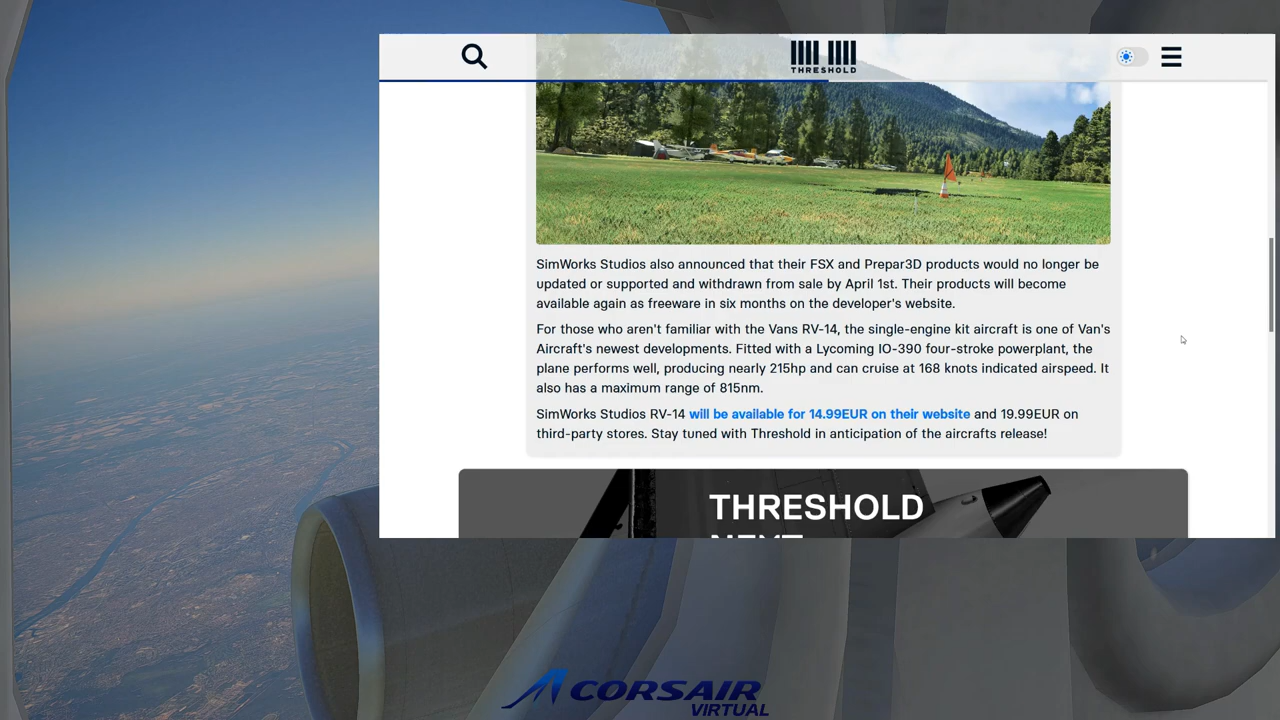 THRESHOLD
SimWorks Studios also announced that their FSX and Prepar3D products would no longer be
updated or supported and withdrawn from sale by April 1st. Their products will become
available again as freeware in six months on the developer's website.
For those who aren't familiar with the Vans RV-14, the single-engine kit aircraft is one of Van's
Aircraft's newest developments. Fitted with a Lycoming IO-390 four-stroke powerplant, the
plane performs well, producing nearly 215hp and can cruise at 168 knots indicated airspeed. It
also has a maximum range of 815nm.
SimWorks Studios RV-14 will be available for 14.99EUR on their website and 19.99EUR on
third-party stores. Stay tuned with Threshold in anticipation of the aircrafts release!
THRESHOLD
NEXT
CORSAIR
VIRTUAL